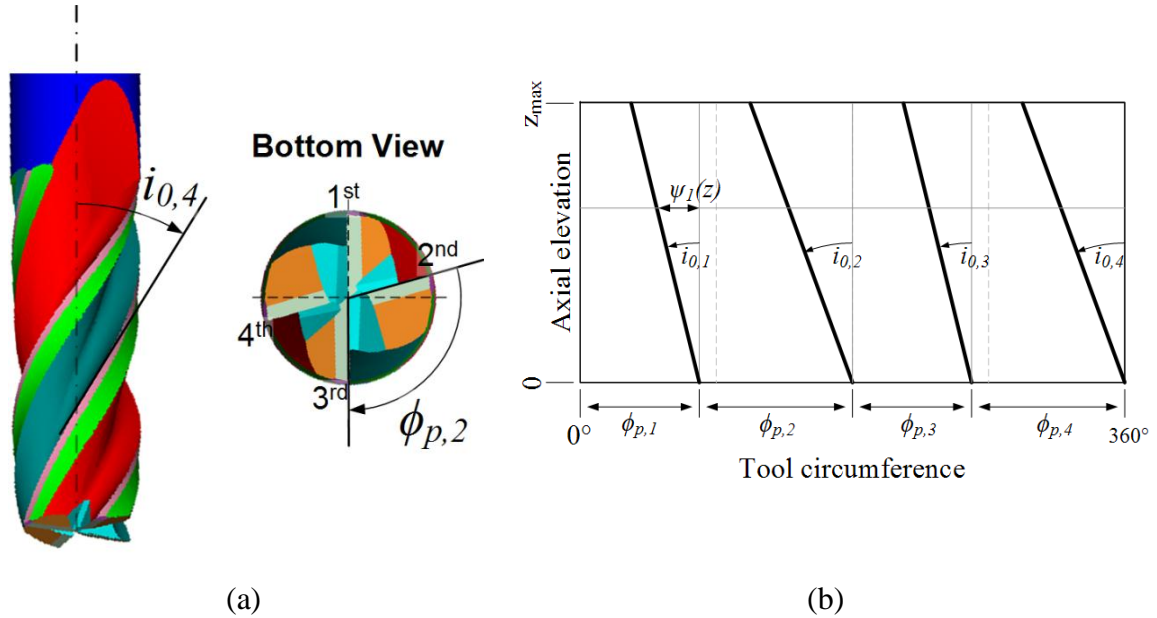 i0,4
Bottom View
1st
2nd
4th
3rd
ϕp,2
(a)
zmax
Axial elevation
0
ψ1(z)
i0,1
i0,2
i0,3
i0,4
0°
ϕp,1
ϕp,2
ϕp,3
ϕp,4
360°
Tool circumference
(b)